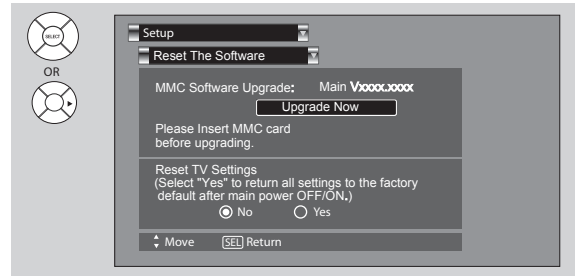 SELECT
OR
Setup
Reset The Software
MMC Software Upgrade: Main Vxxxx.xxxx
Upgrade Now
Please Insert MMC card
before upgrading.
Reset TV Settings
(Select "Yes" to return all settings to the factory
default after main power OFF/ON.)
No Yes
Move SEL Return